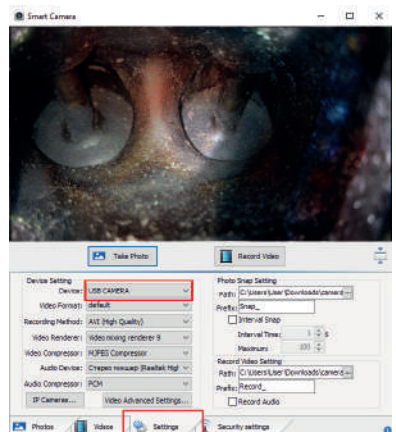 Smart Camera
Take Photo
Record Video
Device Setting
Device: USB CAMERA
Video Format: default
Recording Method: AVI (High Quality)
Video Renderer: Video mixing renderer 9
Video Compressor: MJPEG Compressor
Audio Device: Стерео микшер (Realtek Higl
Audio Compressor: PCM
IP Cameras...
Video Advanced Settings...
Photo Snap Setting
Path: C:\Users\User\Downloads\camera
Prefix: Snap_
Interval Snap
Interval Time: 1 s
Maximum: 100
Record Video Setting
Path: C:\Users\User\Downloads\camera
Prefix: Record_
Record Audio
Photos
Videos
Settings
Security settings